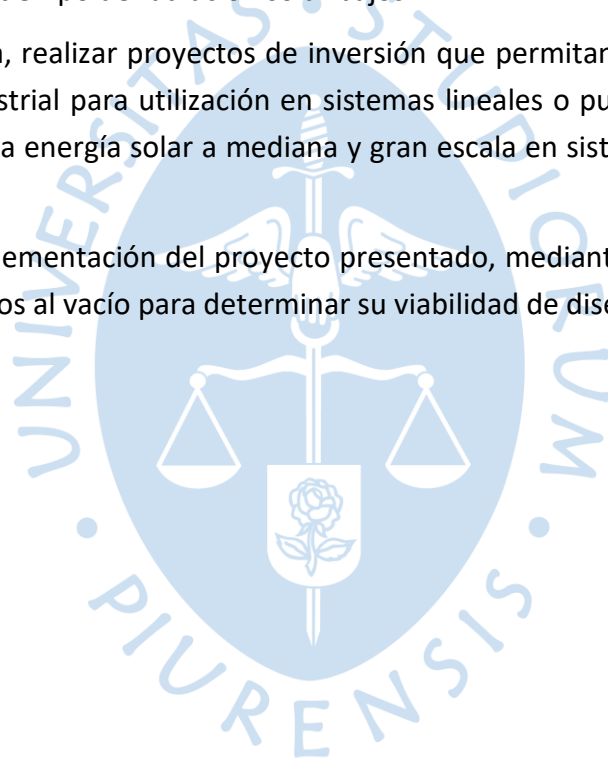 , realizar proyectos de inversión que permitan
strial para utilización en sistemas lineales o pu
a energía solar a mediana y gran escala en sist
ementación del proyecto presentado, mediant
os al vacío para determinar su viabilidad de dise
UNIVERSITAS • STUDIORUM • PIURENSIS